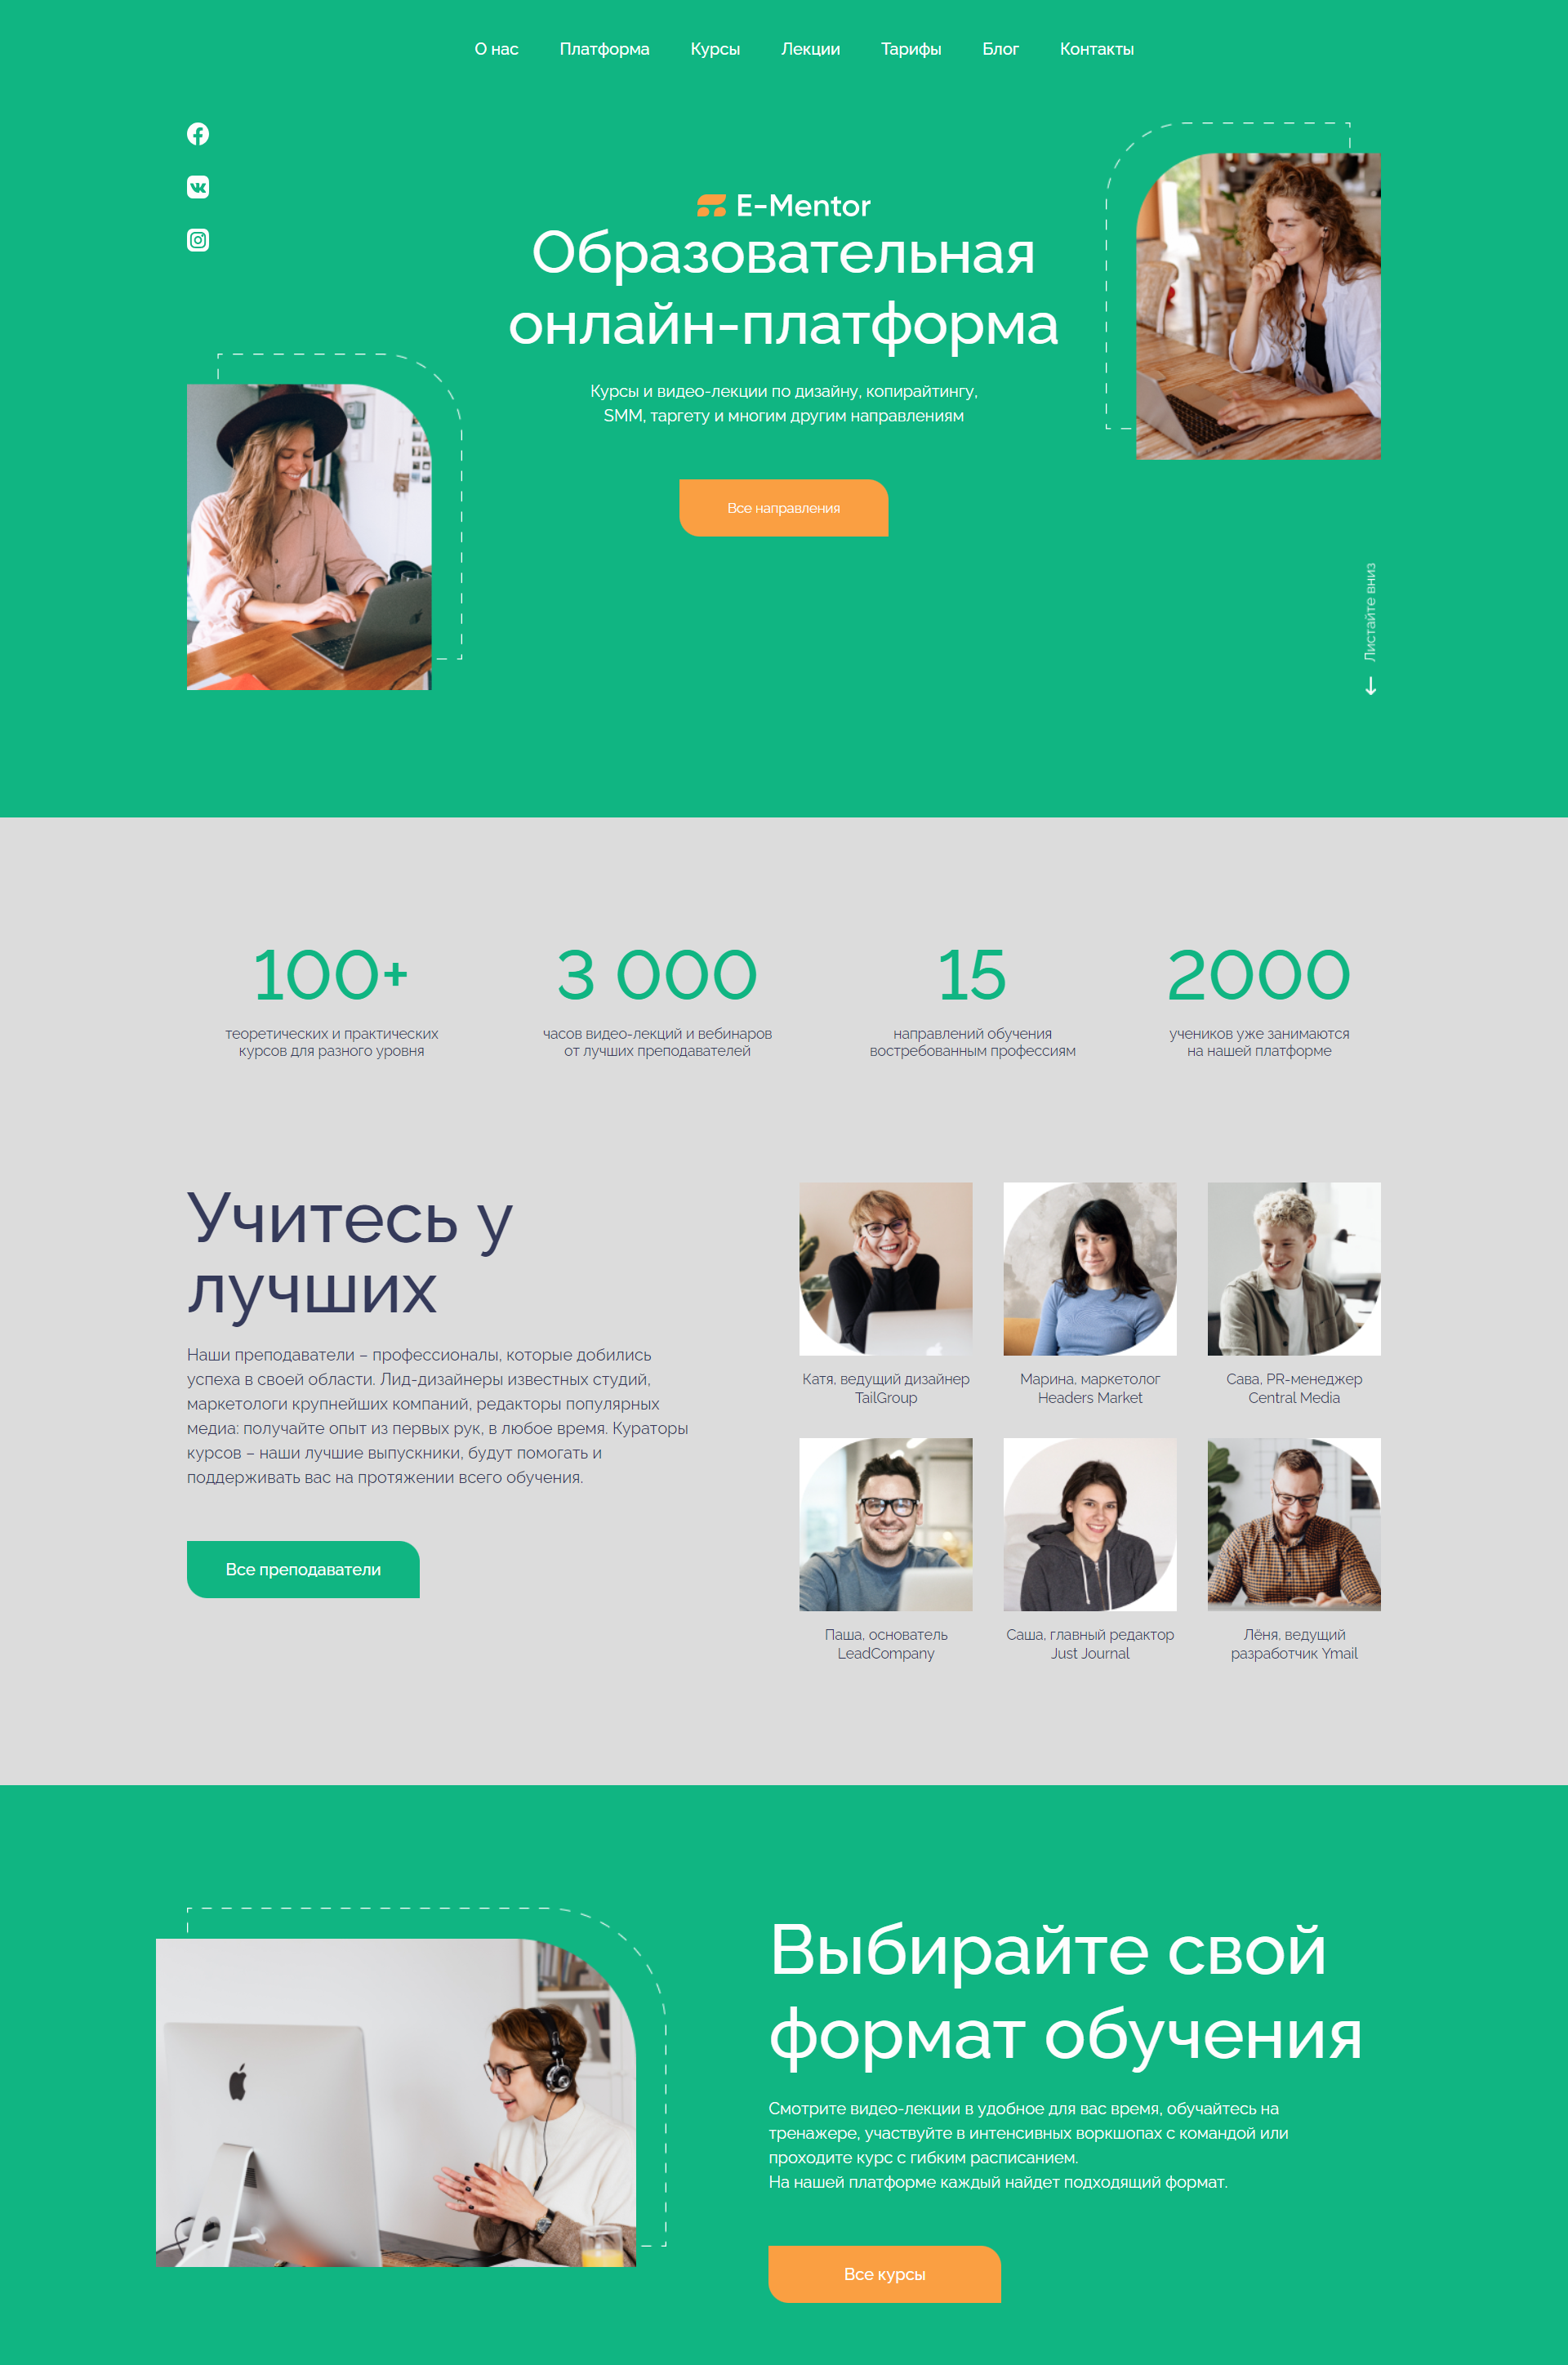 О нас Платформа Курсы Лекции Тарифы Блог Контакты
E-Mentor
Образовательная
онлайн-платформа
Курсы и видео-лекции по дизайну, копирайтингу,
SMM, таргету и многим другим направлениям
Все направления
Листайте вниз
100+
теоретических и практических
курсов для разного уровня
3 000
часов видео-лекций и вебинаров
от лучших преподавателей
15
направлений обучения
востребованным профессиям
2000
учеников уже занимаются
на нашей платформе
Учитесь у
лучших
Наши преподаватели – профессионалы, которые добились
успеха в своей области. Лид-дизайнеры известных студий,
маркетологи крупнейших компаний, редакторы популярных
медиа: получайте опыт из первых рук, в любое время. Кураторы
курсов – наши лучшие выпускники, будут помогать и
поддерживать вас на протяжении всего обучения.
Все преподаватели
Катя, ведущий дизайнер
TailGroup
Марина, маркетолог
Headers Market
Сава, PR-менеджер
Central Media
Паша, основатель
LeadCompany
Саша, главный редактор
Just Journal
Лёня, ведущий
разработчик Ymail
Выбирайте свой
формат обучения
Смотрите видео-лекции в удобное для вас время, обучайтесь на
тренажере, участвуйте в интенсивных воркшопах с командой или
проходите курс с гибким расписанием.
На нашей платформе каждый найдет подходящий формат.
Все курсы